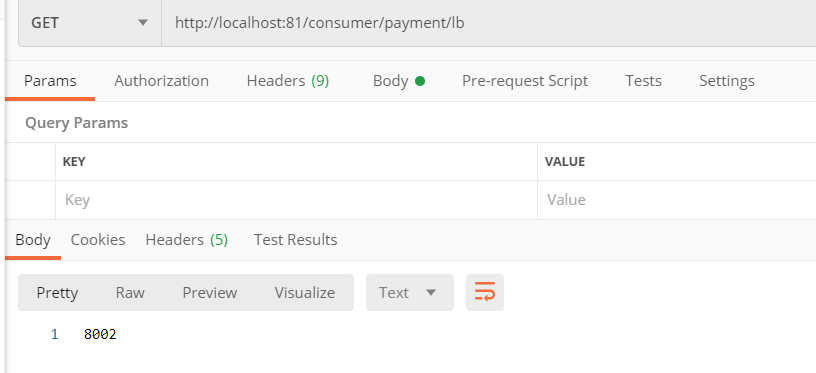 GET http://localhost:81/consumer/payment/lb
Params Authorization Headers (9) Body Pre-request Script Tests Settings
Query Params
KEY VALUE
Key Value
Body Cookies Headers (5) Test Results
Pretty Raw Preview Visualize Text
1 8002